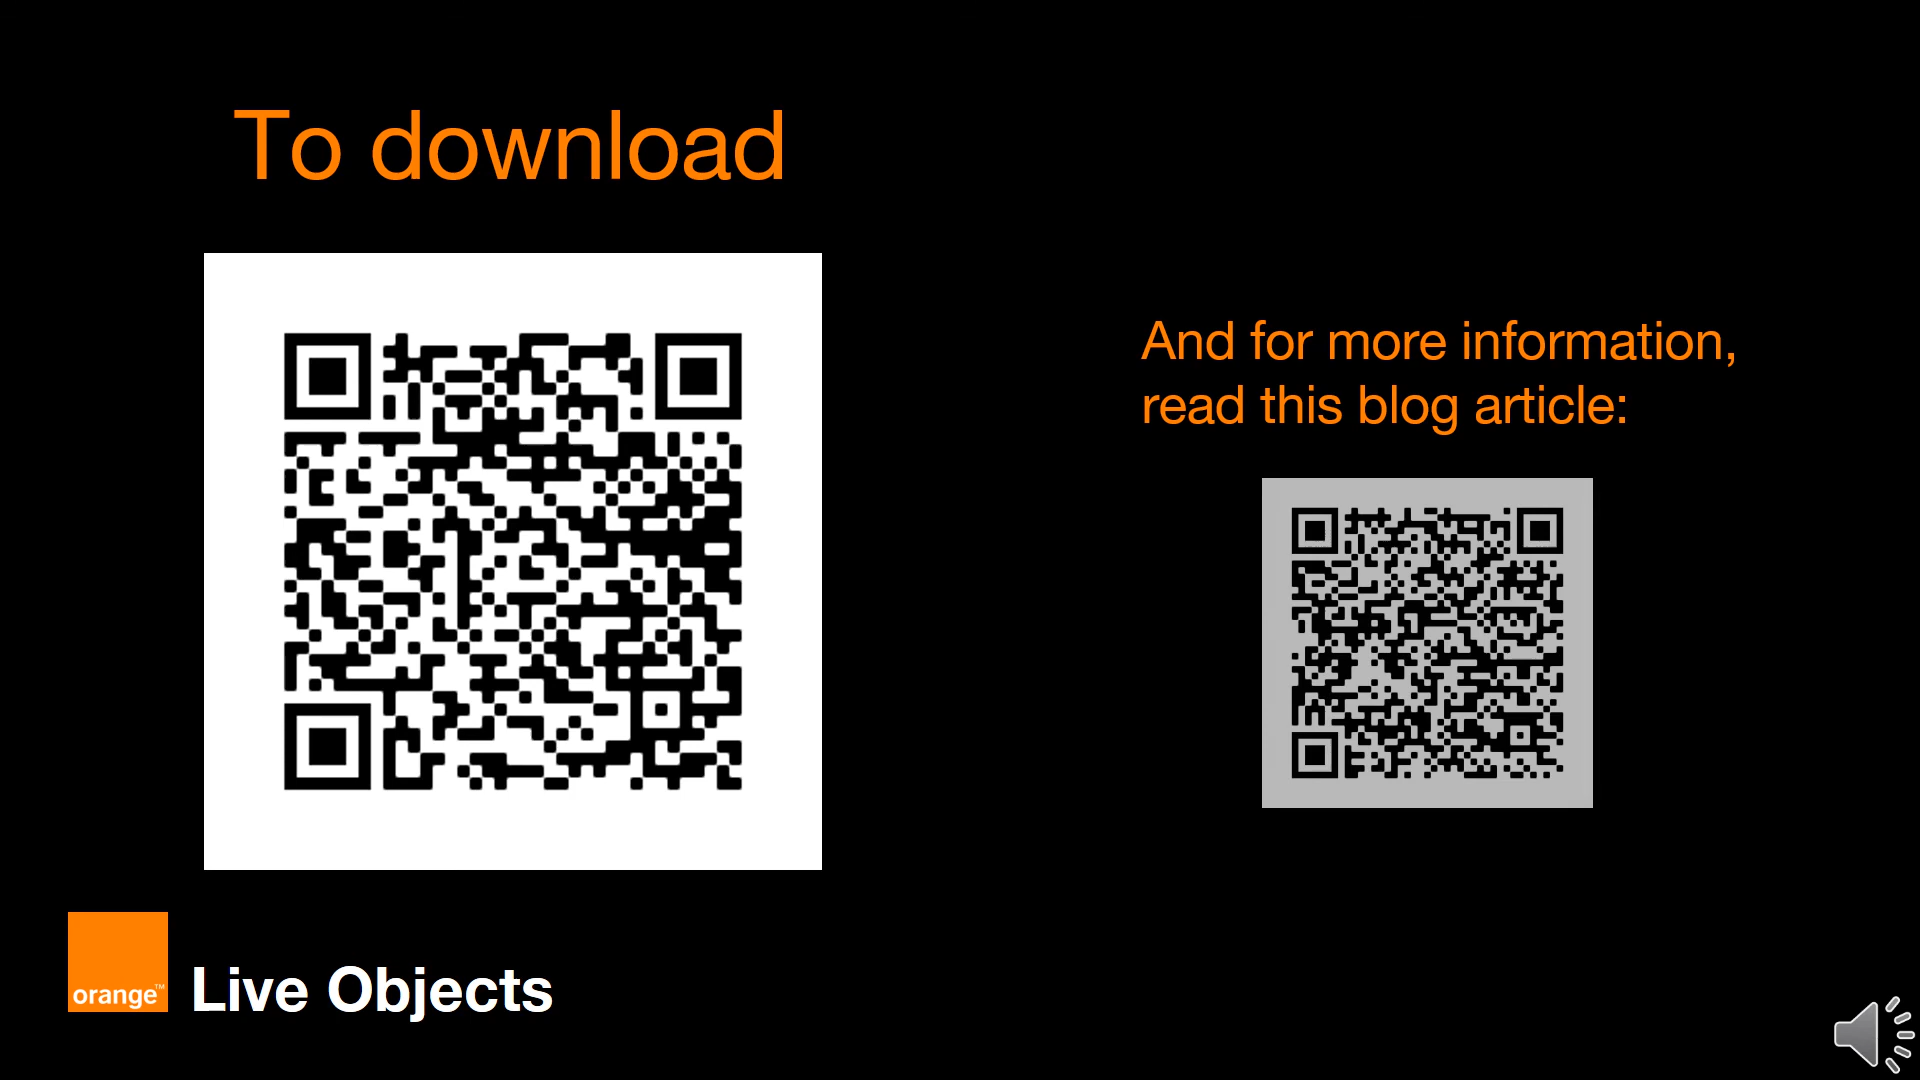 To download
And for more information,
read this blog article:
orange™
Live Objects